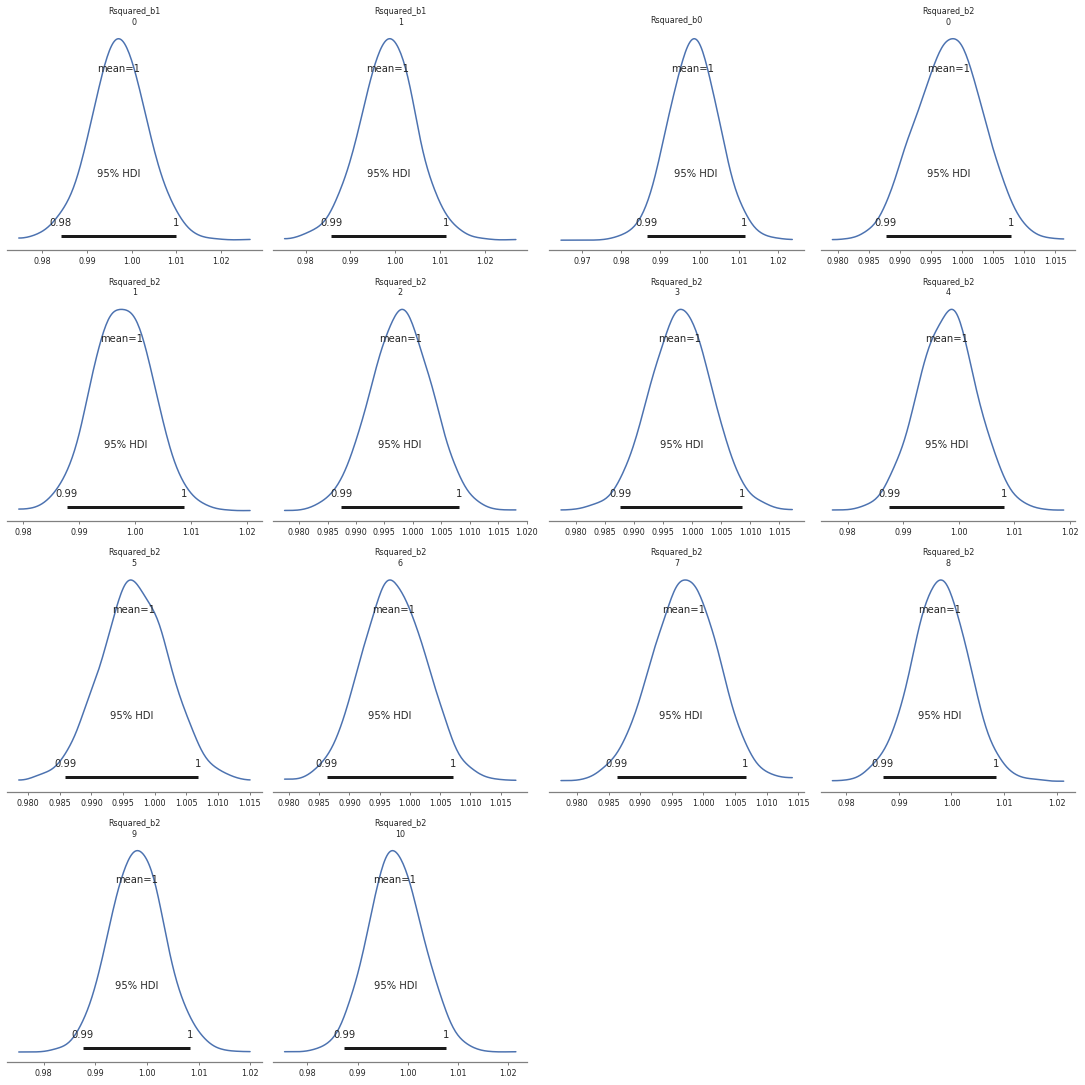 Rsquared_b1
0
mean=1
95% HDI
0.98 1
0.98 0.99 1.00 1.01 1.02
Rsquared_b1
1
mean=1
95% HDI
0.99 1
0.98 0.99 1.00 1.01 1.02
Rsquared_b0
mean=1
95% HDI
0.99 1
0.97 0.98 0.99 1.00 1.01 1.02
Rsquared_b2
0
mean=1
95% HDI
0.99 1
0.980 0.985 0.990 0.995 1.000 1.005 1.010 1.015
Rsquared_b2
1
mean=1
95% HDI
0.99 1
0.98 0.99 1.00 1.01 1.02
Rsquared_b2
2
mean=1
95% HDI
0.99 1
0.980 0.985 0.990 0.995 1.000 1.005 1.010 1.015 1.020
Rsquared_b2
3
mean=1
95% HDI
0.99 1
0.980 0.985 0.990 0.995 1.000 1.005 1.010 1.015
Rsquared_b2
4
mean=1
95% HDI
0.99 1
0.98 0.99 1.00 1.01 1.02
Rsquared_b2
5
mean=1
95% HDI
0.99 1
0.980 0.985 0.990 0.995 1.000 1.005 1.010 1.015
Rsquared_b2
6
mean=1
95% HDI
0.99 1
0.980 0.985 0.990 0.995 1.000 1.005 1.010 1.015
Rsquared_b2
7
mean=1
95% HDI
0.99 1
0.980 0.985 0.990 0.995 1.000 1.005 1.010 1.015
Rsquared_b2
8
mean=1
95% HDI
0.99 1
0.98 0.99 1.00 1.01 1.02
Rsquared_b2
9
mean=1
95% HDI
0.99 1
0.98 0.99 1.00 1.01 1.02
Rsquared_b2
10
mean=1
95% HDI
0.99 1
0.98 0.99 1.00 1.01 1.02